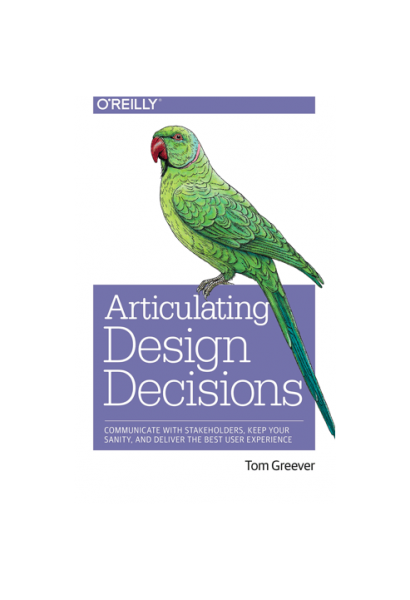 O'REILLY®
Articulating
Design
Decisions
COMMUNICATE WITH STAKEHOLDERS, KEEP YOUR
SANITY, AND DELIVER THE BEST USER EXPERIENCE
Tom Greever